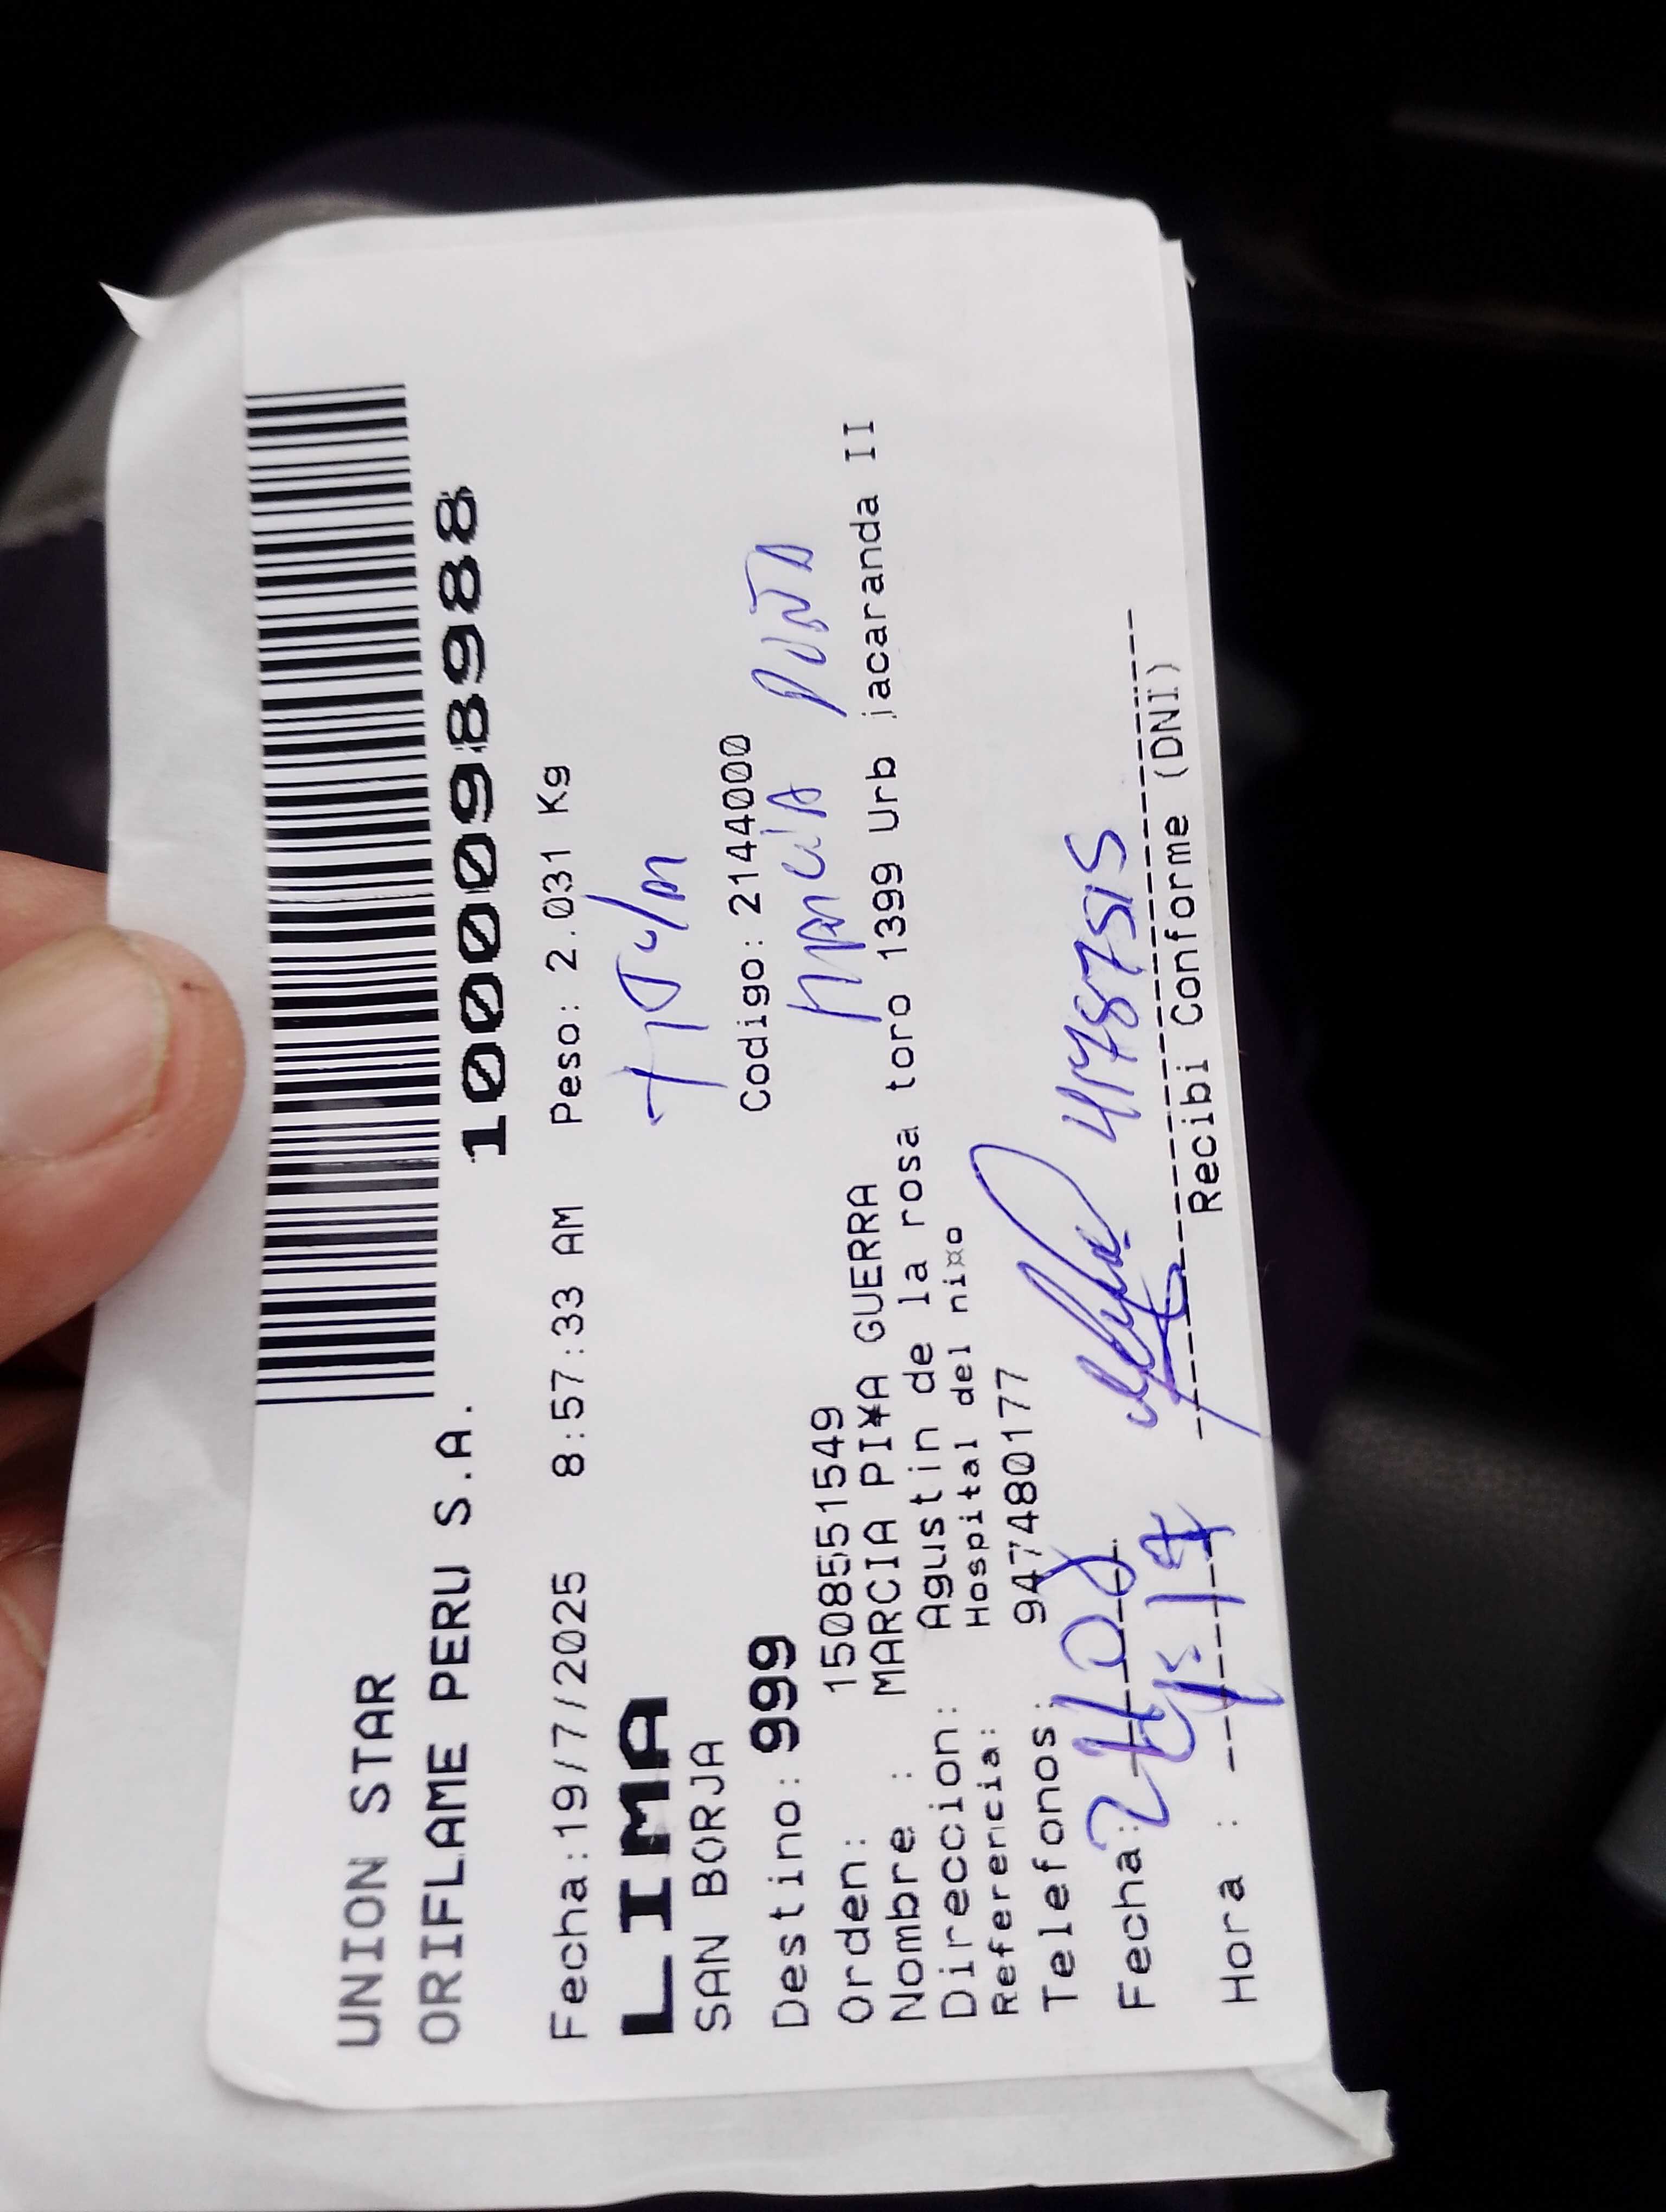 UNION STAR
ORIFLAME PERU S.A.
1000098988
Fecha:19/7/2025 8:57:33 AM Peso: 2.031 Kg
LIMA
SAN BORJA
Destino: 999 Codigo: 2144000
Orden: 15085551549
Nombre : MARCIA PI¥A GUERRA
Direccion: Agustin de la rosa toro 1399 Urb jacaranda II
Referencia: Hospital del ni¤o
Telefonos: 947480177
Fecha:
Hora :
Recibi Conforme (DNI)